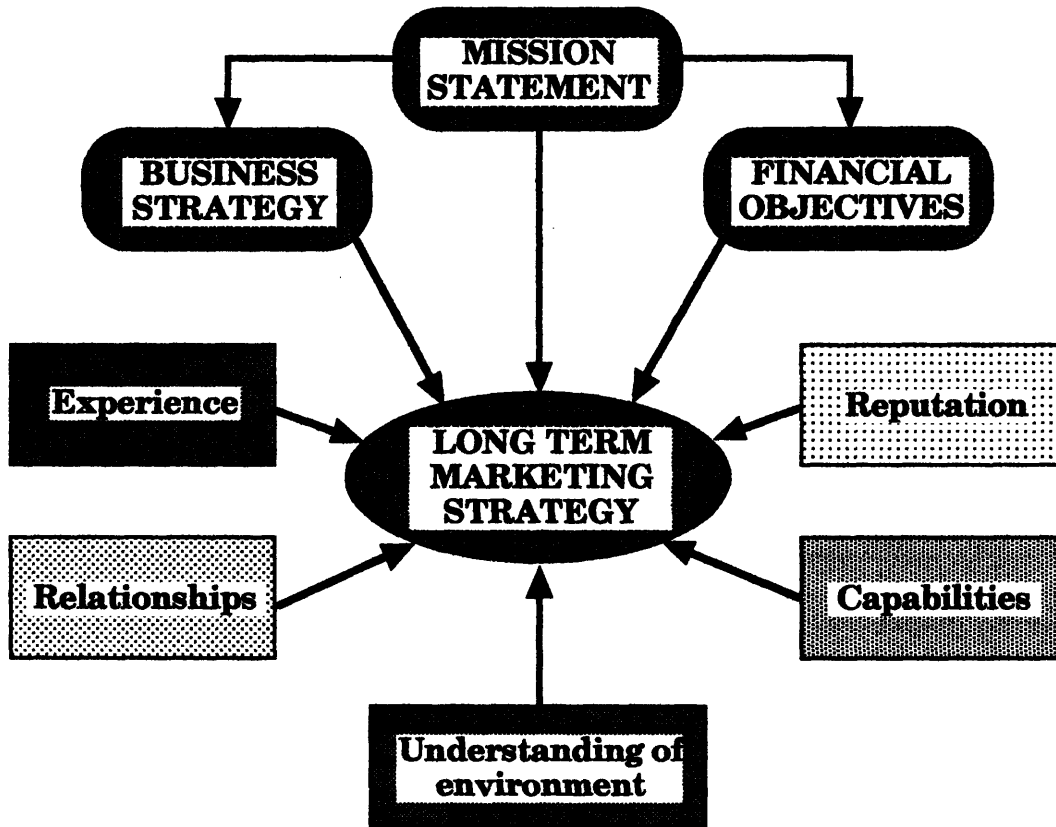 MISSION
STATEMENT
BUSINESS
STRATEGY
FINANCIAL
OBJECTIVES
Experience
Reputation
LONG TERM
MARKETING
STRATEGY
Relationships
Capabilities
Understanding of
environment